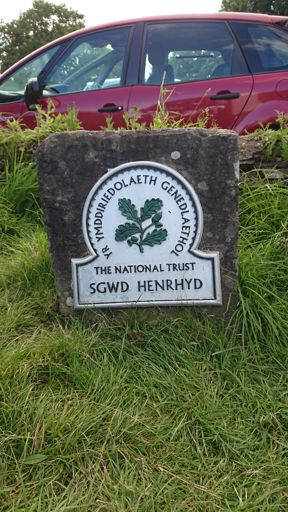 YR YMDDIRIEDOLAETH GENEDLAETHOL
THE NATIONAL TRUST
SGWD HENRHYD